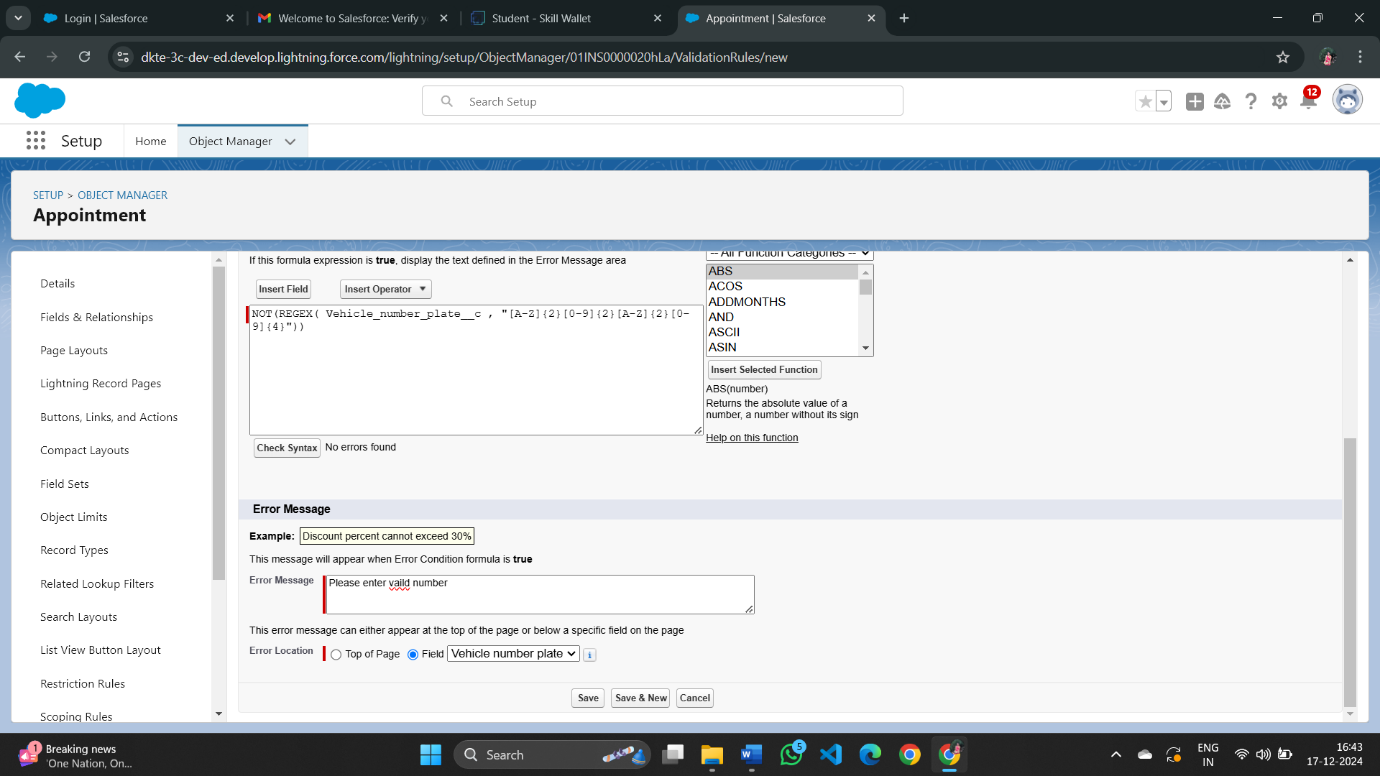 Login | Salesforce
Welcome to Salesforce: Verify y
Student - Skill Wallet
Appointment | Salesforce
dkte-3c-dev-ed.develop.lightning.force.com/lightning/setup/ObjectManager/01INS0000020hLa/ValidationRules/new
Search Setup
12
Setup
Home
Object Manager
SETUP > OBJECT MANAGER
Appointment
Details
Fields & Relationships
Page Layouts
Lightning Record Pages
Buttons, Links, and Actions
Compact Layouts
Field Sets
Object Limits
Record Types
Related Lookup Filters
Search Layouts
List View Button Layout
Restriction Rules
Scoping Rules
If this formula expression is true, display the text defined in the Error Message area
Insert Field
Insert Operator
NOT(REGEX( Vehicle_number_plate__c , "[A-Z]{2}[0-9]{2}[A-Z]{2}[0-
9]{4}"))
Check Syntax No errors found
-- All Function Categories --
ABS
ACOS
ADDMONTHS
AND
ASCII
ASIN
Insert Selected Function
ABS(number)
Returns the absolute value of a
number, a number without its sign
Help on this function
Error Message
Example: Discount percent cannot exceed 30%
This message will appear when Error Condition formula is true
Error Message Please enter vaild number
This error message can either appear at the top of the page or below a specific field on the page
Error Location Top of Page Field Vehicle number plate i
Save
Save & New
Cancel
1
Breaking news
'One Nation, On...
Search
5
ENG
IN
16:43
17-12-2024